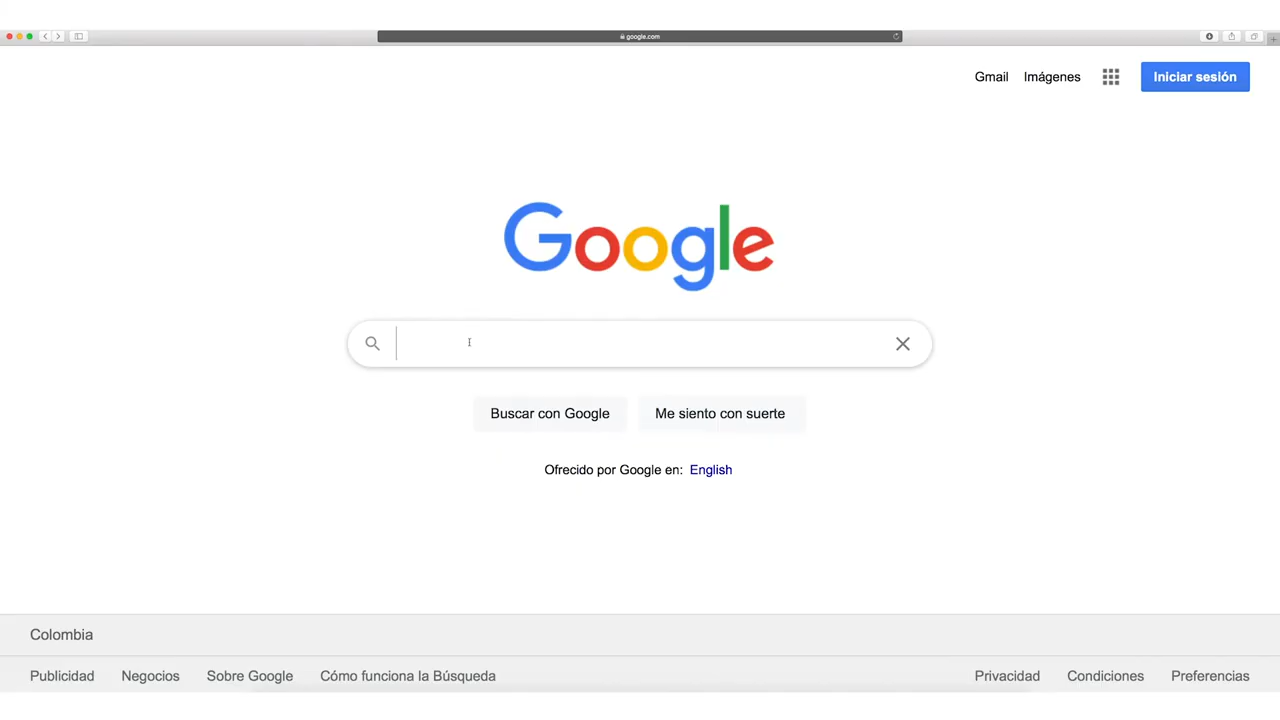 google.com
Gmail Imágenes Iniciar sesión
Google
Buscar con Google Me siento con suerte
Ofrecido por Google en: English
Colombia
Publicidad Negocios Sobre Google Cómo funciona la Búsqueda Privacidad Condiciones Preferencias